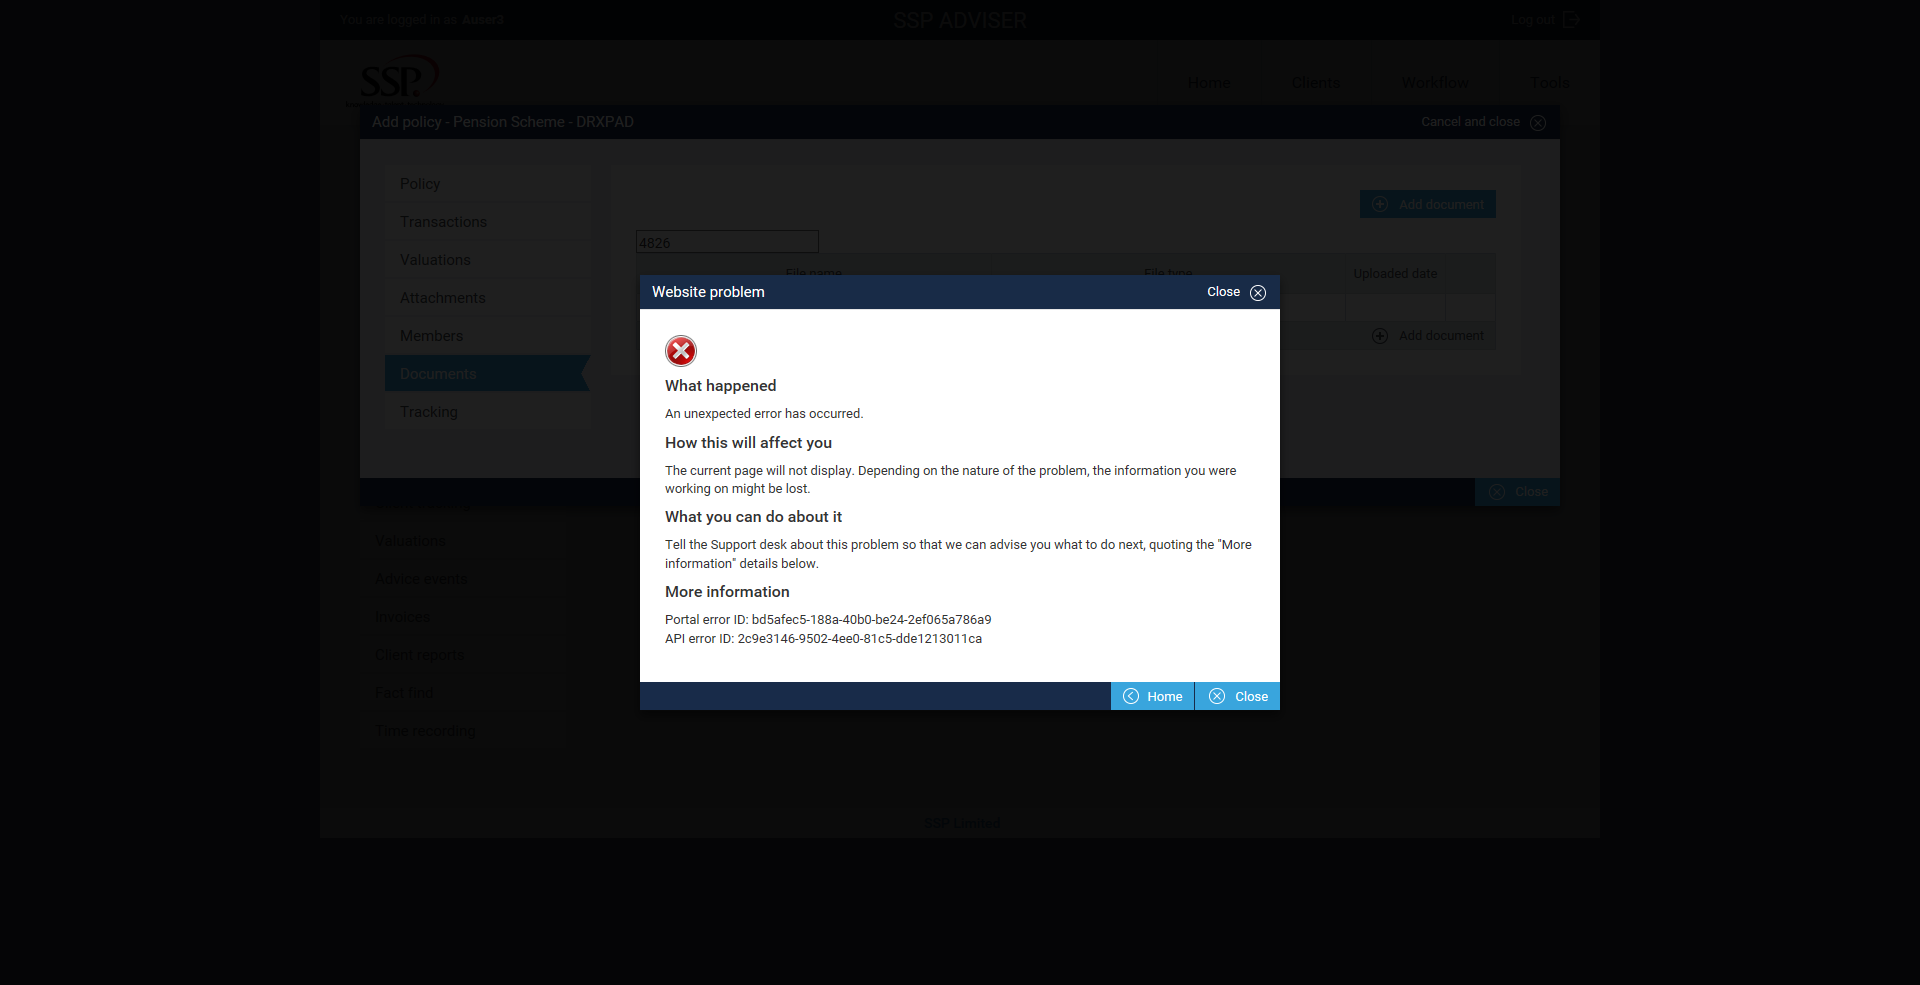 You are logged in as Auser3
SSP ADVISER
Log out
SSP
Home
Clients
Workflow
Tools
Add policy - Pension Scheme - DRXPAD
Cancel and close
Policy
Transactions
Valuations
Attachments
Members
Documents
Tracking
Add document
4826
File name
File type
Uploaded date
Add document
Close
Website problem
Close
What happened
An unexpected error has occurred.
How this will affect you
The current page will not display. Depending on the nature of the problem, the information you were
working on might be lost.
What you can do about it
Tell the Support desk about this problem so that we can advise you what to do next, quoting the "More
information" details below.
More information
Portal error ID: bd5afec5-188a-40b0-be24-2ef065a786a9
API error ID: 2c9e3146-9502-4ee0-81c5-dde1213011ca
Home
Close
Valuations
Advice events
Invoices
Client reports
Fact find
Time recording
SSP Limited